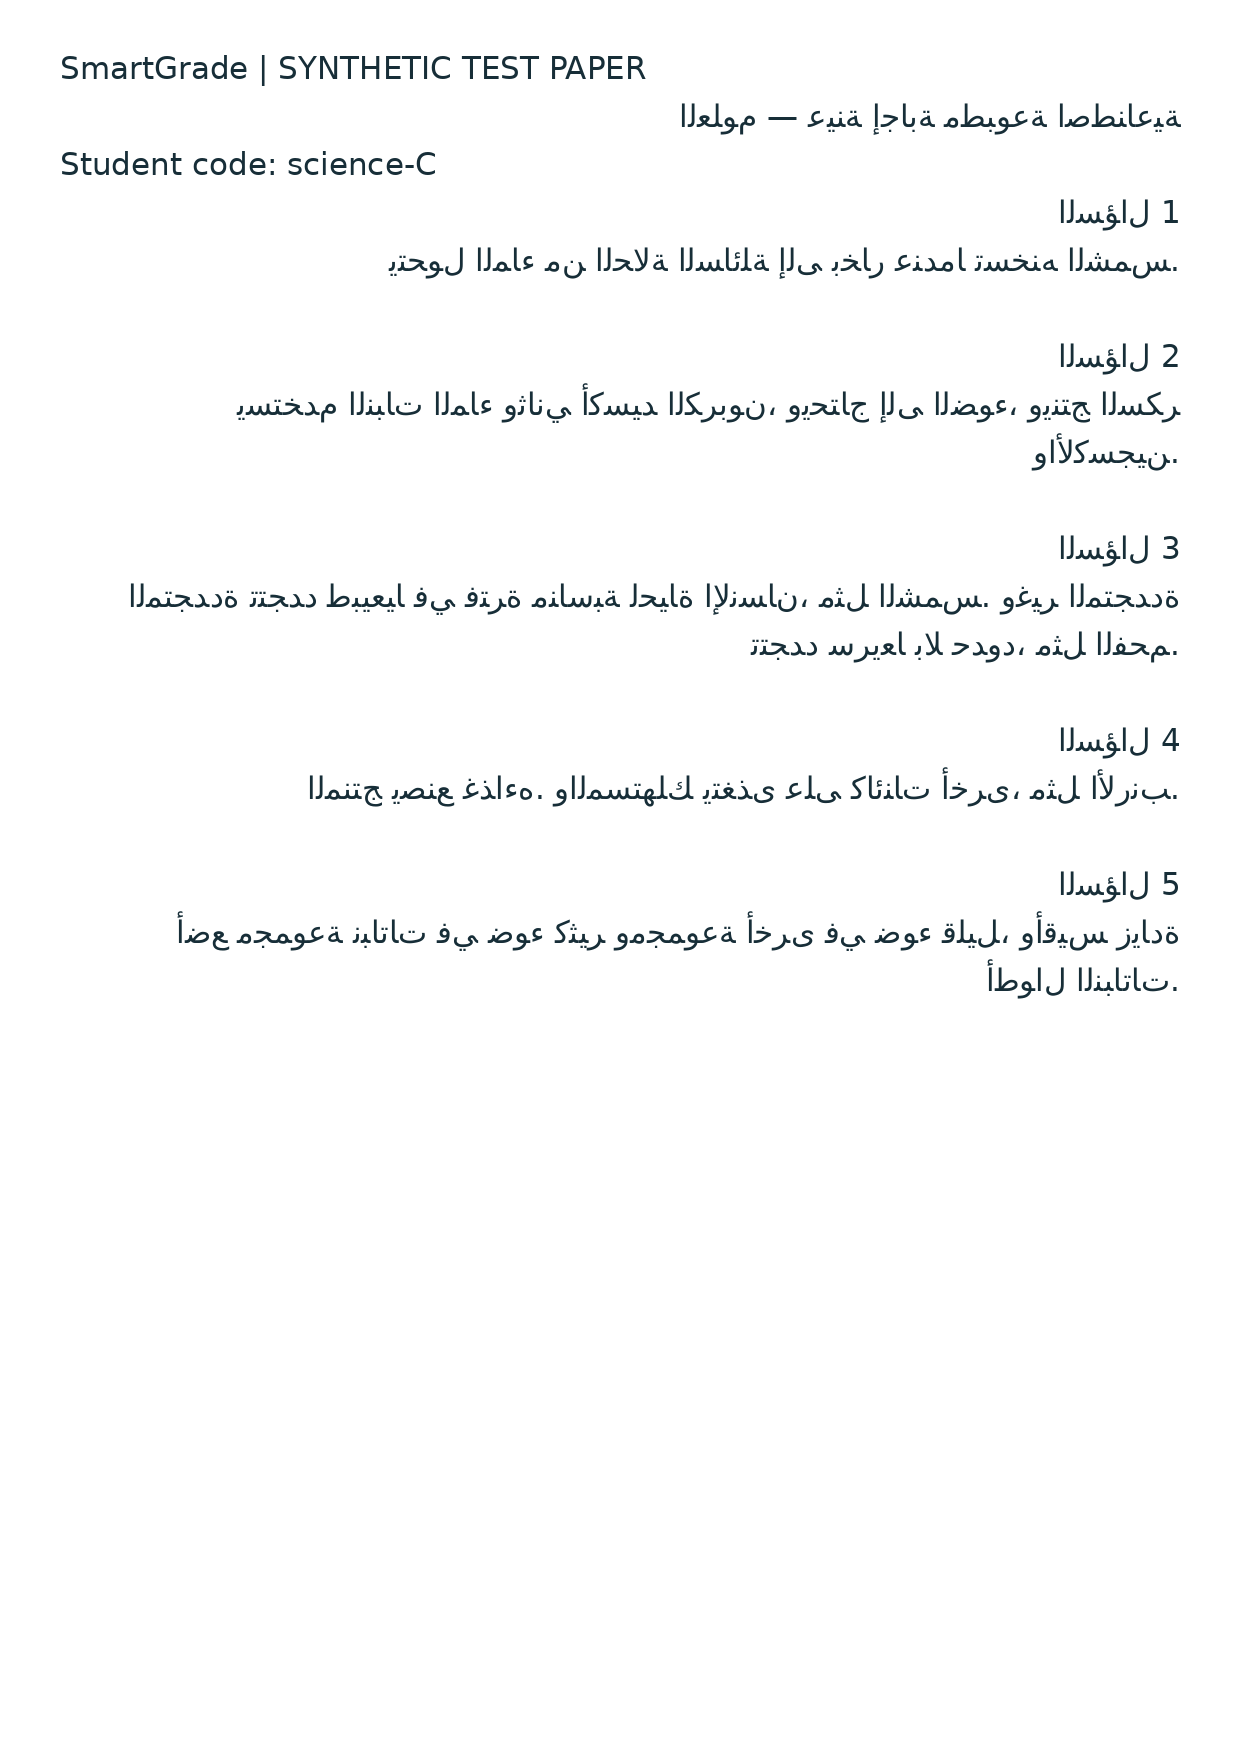 SmartGrade | SYNTHETIC TEST PAPER
العلوم — عينة إجابة مطبوعة اصطناعية
Student code: science-C
السؤال 1
يتحول الماء من الحالة السائلة إلى بخار عندما تسخنه الشمس.
السؤال 2
يستخدم النبات الماء وثاني أكسيد الكربون، ويحتاج إلى الضوء، وينتج السكر
والأكسجين.
السؤال 3
المتجددة تتجدد طبيعيا في فترة مناسبة لحياة الإنسان، مثل الشمس. وغير المتجددة
تتجدد سريعا بلا حدود، مثل الفحم.
السؤال 4
المنتج يصنع غذاءه. والمستهلك يتغذى على كائنات أخرى، مثل الأرنب.
السؤال 5
أضع مجموعة نباتات في ضوء كثير ومجموعة أخرى في ضوء قليل، وأقيس زيادة
أطوال النباتات.